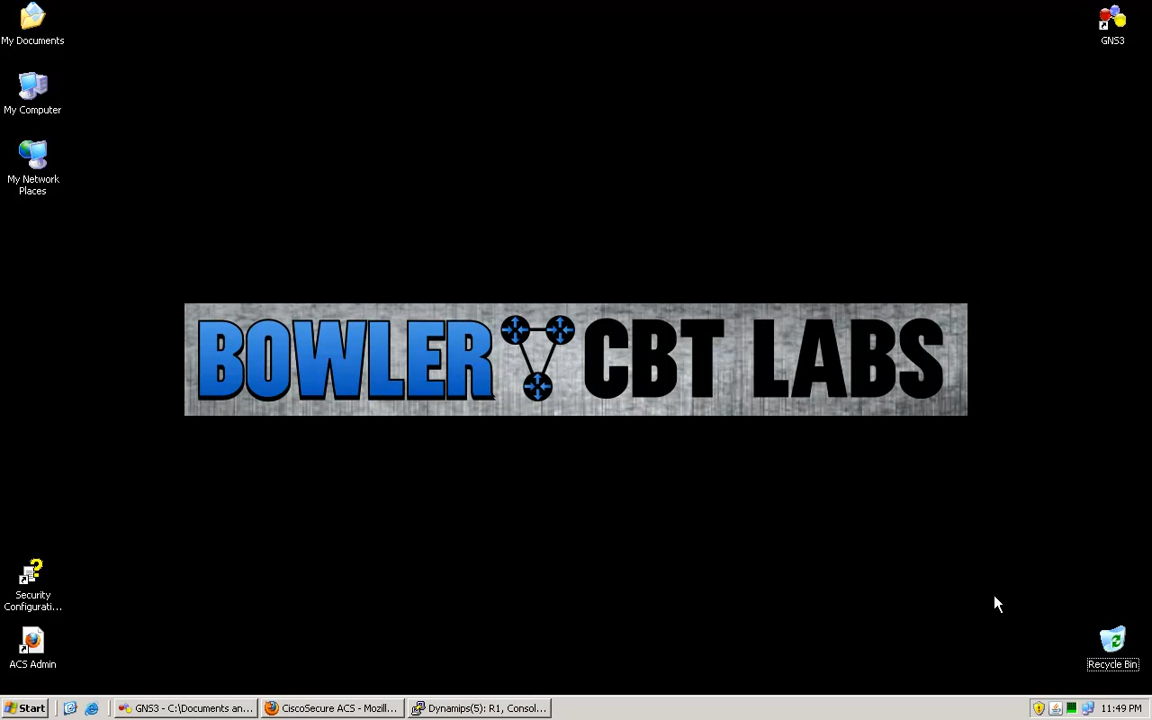 My Documents
GNS3
My Computer
My Network
Places
BOWLER CBT LABS
Security
Configurati...
ACS Admin
Recycle Bin
Start
GNS3 - C:\Documents an...
CiscoSecure ACS - Mozill...
Dynamips(5): R1, Consol...
11:49 PM